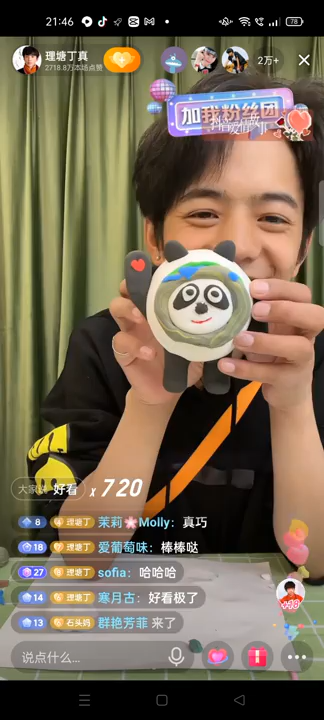 21:46
78
理塘丁真
2718.8万本场点赞
2万+
加我粉丝团
大家说 好看 x 720
8 理塘丁 茉莉🌸Molly：真巧
18 理塘丁 爱葡萄味：棒棒哒
27 理塘丁 sofia：哈哈哈
14 理塘丁 寒月古：好看极了
13 石头妈 群艳芳菲 来了
说点什么...